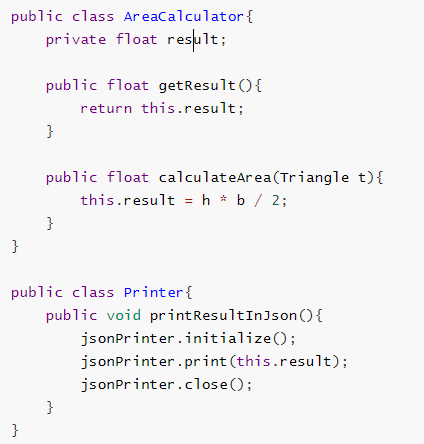 public class AreaCalculator{
    private float result;

    public float getResult(){
        return this.result;
    }

    public float calculateArea(Triangle t){
        this.result = h * b / 2;
    }
}

public class Printer{
    public void printResultInJson(){
        jsonPrinter.initialize();
        jsonPrinter.print(this.result);
        jsonPrinter.close();
    }
}